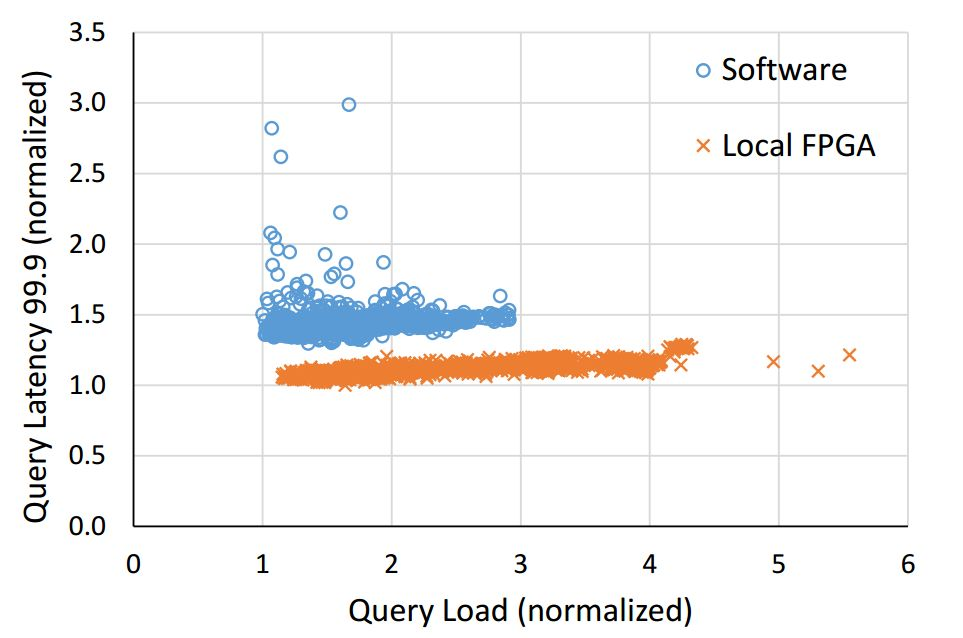 3.5
3.0
2.5
2.0
1.5
1.0
0.5
0.0
Query Latency 99.9 (normalized)
Software
Local FPGA
0 1 2 3 4 5 6
Query Load (normalized)